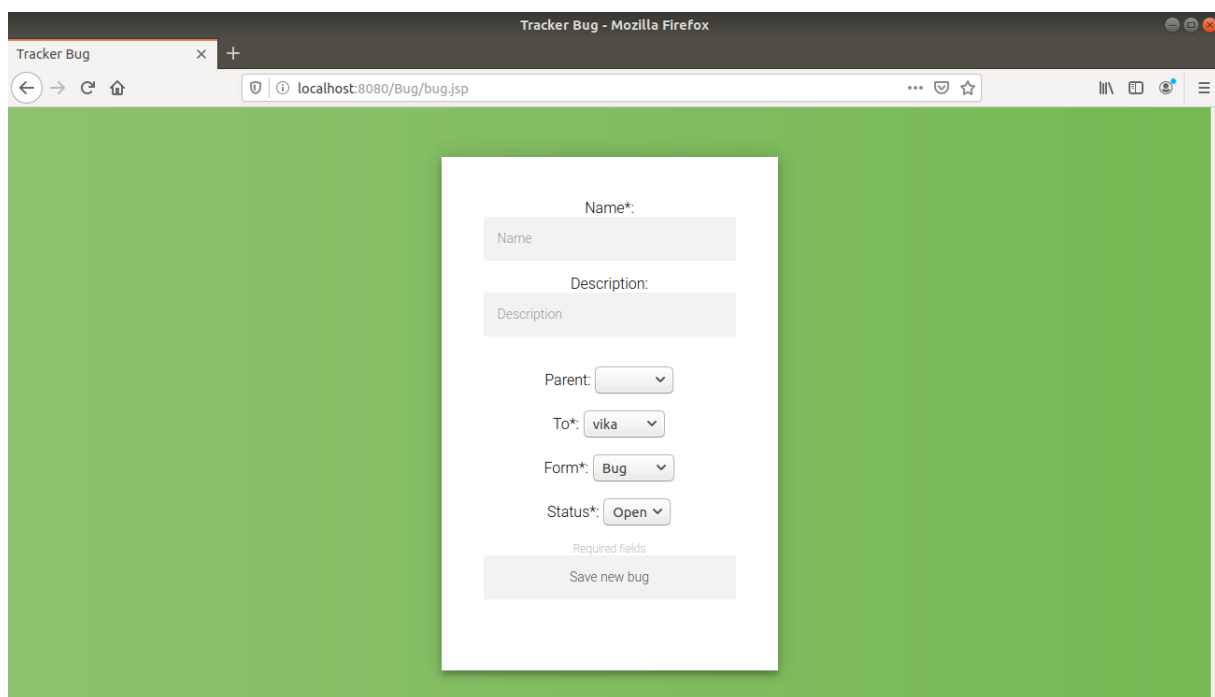 Tracker Bug - Mozilla Firefox
Tracker Bug
localhost:8080/Bug/bug.jsp
Name*:
Name
Description:
Description
Parent:
To*: vika
Form*: Bug
Status*: Open
Required fields
Save new bug